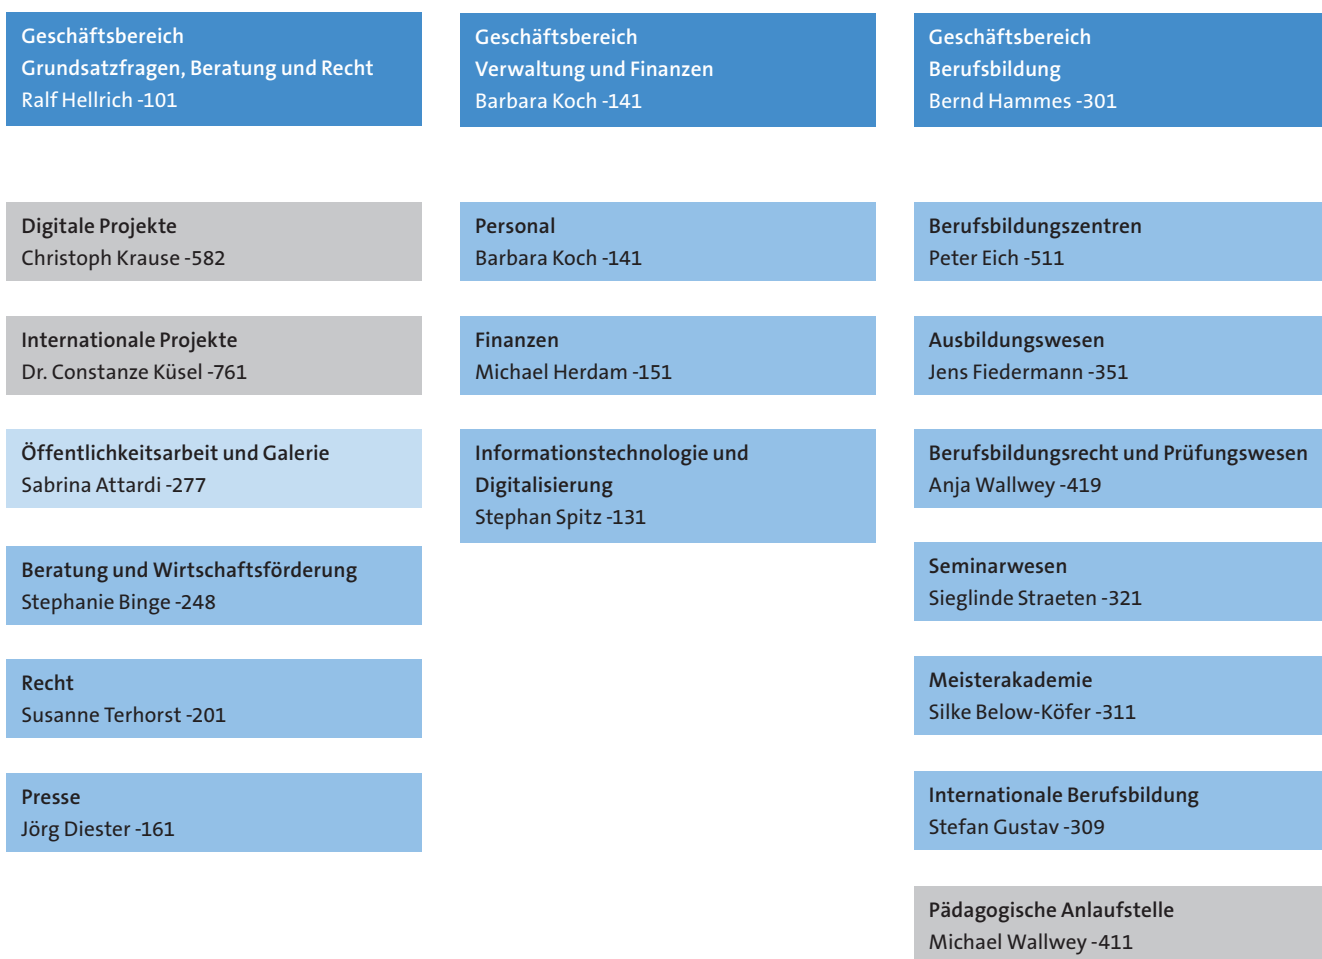 Geschäftsbereich
Grundsatzfragen, Beratung und Recht
Ralf Hellrich -101
Digitale Projekte
Christoph Krause -582
Internationale Projekte
Dr. Constanze Küsel -761
Öffentlichkeitsarbeit und Galerie
Sabrina Attardi -277
Beratung und Wirtschaftsförderung
Stephanie Binge -248
Recht
Susanne Terhorst -201
Presse
Jörg Diester -161
Geschäftsbereich
Verwaltung und Finanzen
Barbara Koch -141
Personal
Barbara Koch -141
Finanzen
Michael Herdam -151
Informationstechnologie und
Digitalisierung
Stephan Spitz -131
Geschäftsbereich
Berufsbildung
Bernd Hammes -301
Berufsbildungszentren
Peter Eich -511
Ausbildungswesen
Jens Fiedermann -351
Berufsbildungsrecht und Prüfungswesen
Anja Wallwey -419
Seminarwesen
Sieglinde Straeten -321
Meisterakademie
Silke Below-Köfer -311
Internationale Berufsbildung
Stefan Gustav -309
Pädagogische Anlaufstelle
Michael Wallwey -411